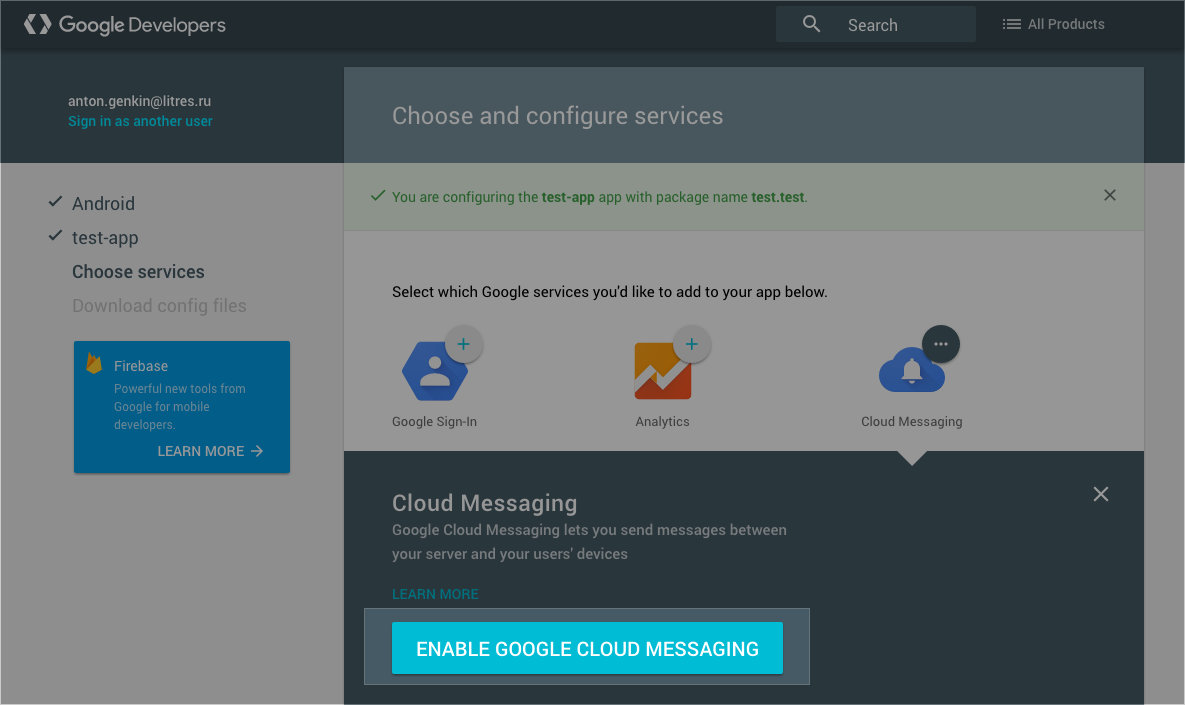 Google Developers
Search
All Products
anton.genkin@litres.ru
Sign in as another user
Choose and configure services
You are configuring the test-app app with package name test.test.
Android
test-app
Choose services
Download config files
Firebase
Powerful new tools from
Google for mobile
developers.
LEARN MORE
Select which Google services you'd like to add to your app below.
Google Sign-In
Analytics
Cloud Messaging
Cloud Messaging
Google Cloud Messaging lets you send messages between
your server and your users' devices
LEARN MORE
ENABLE GOOGLE CLOUD MESSAGING